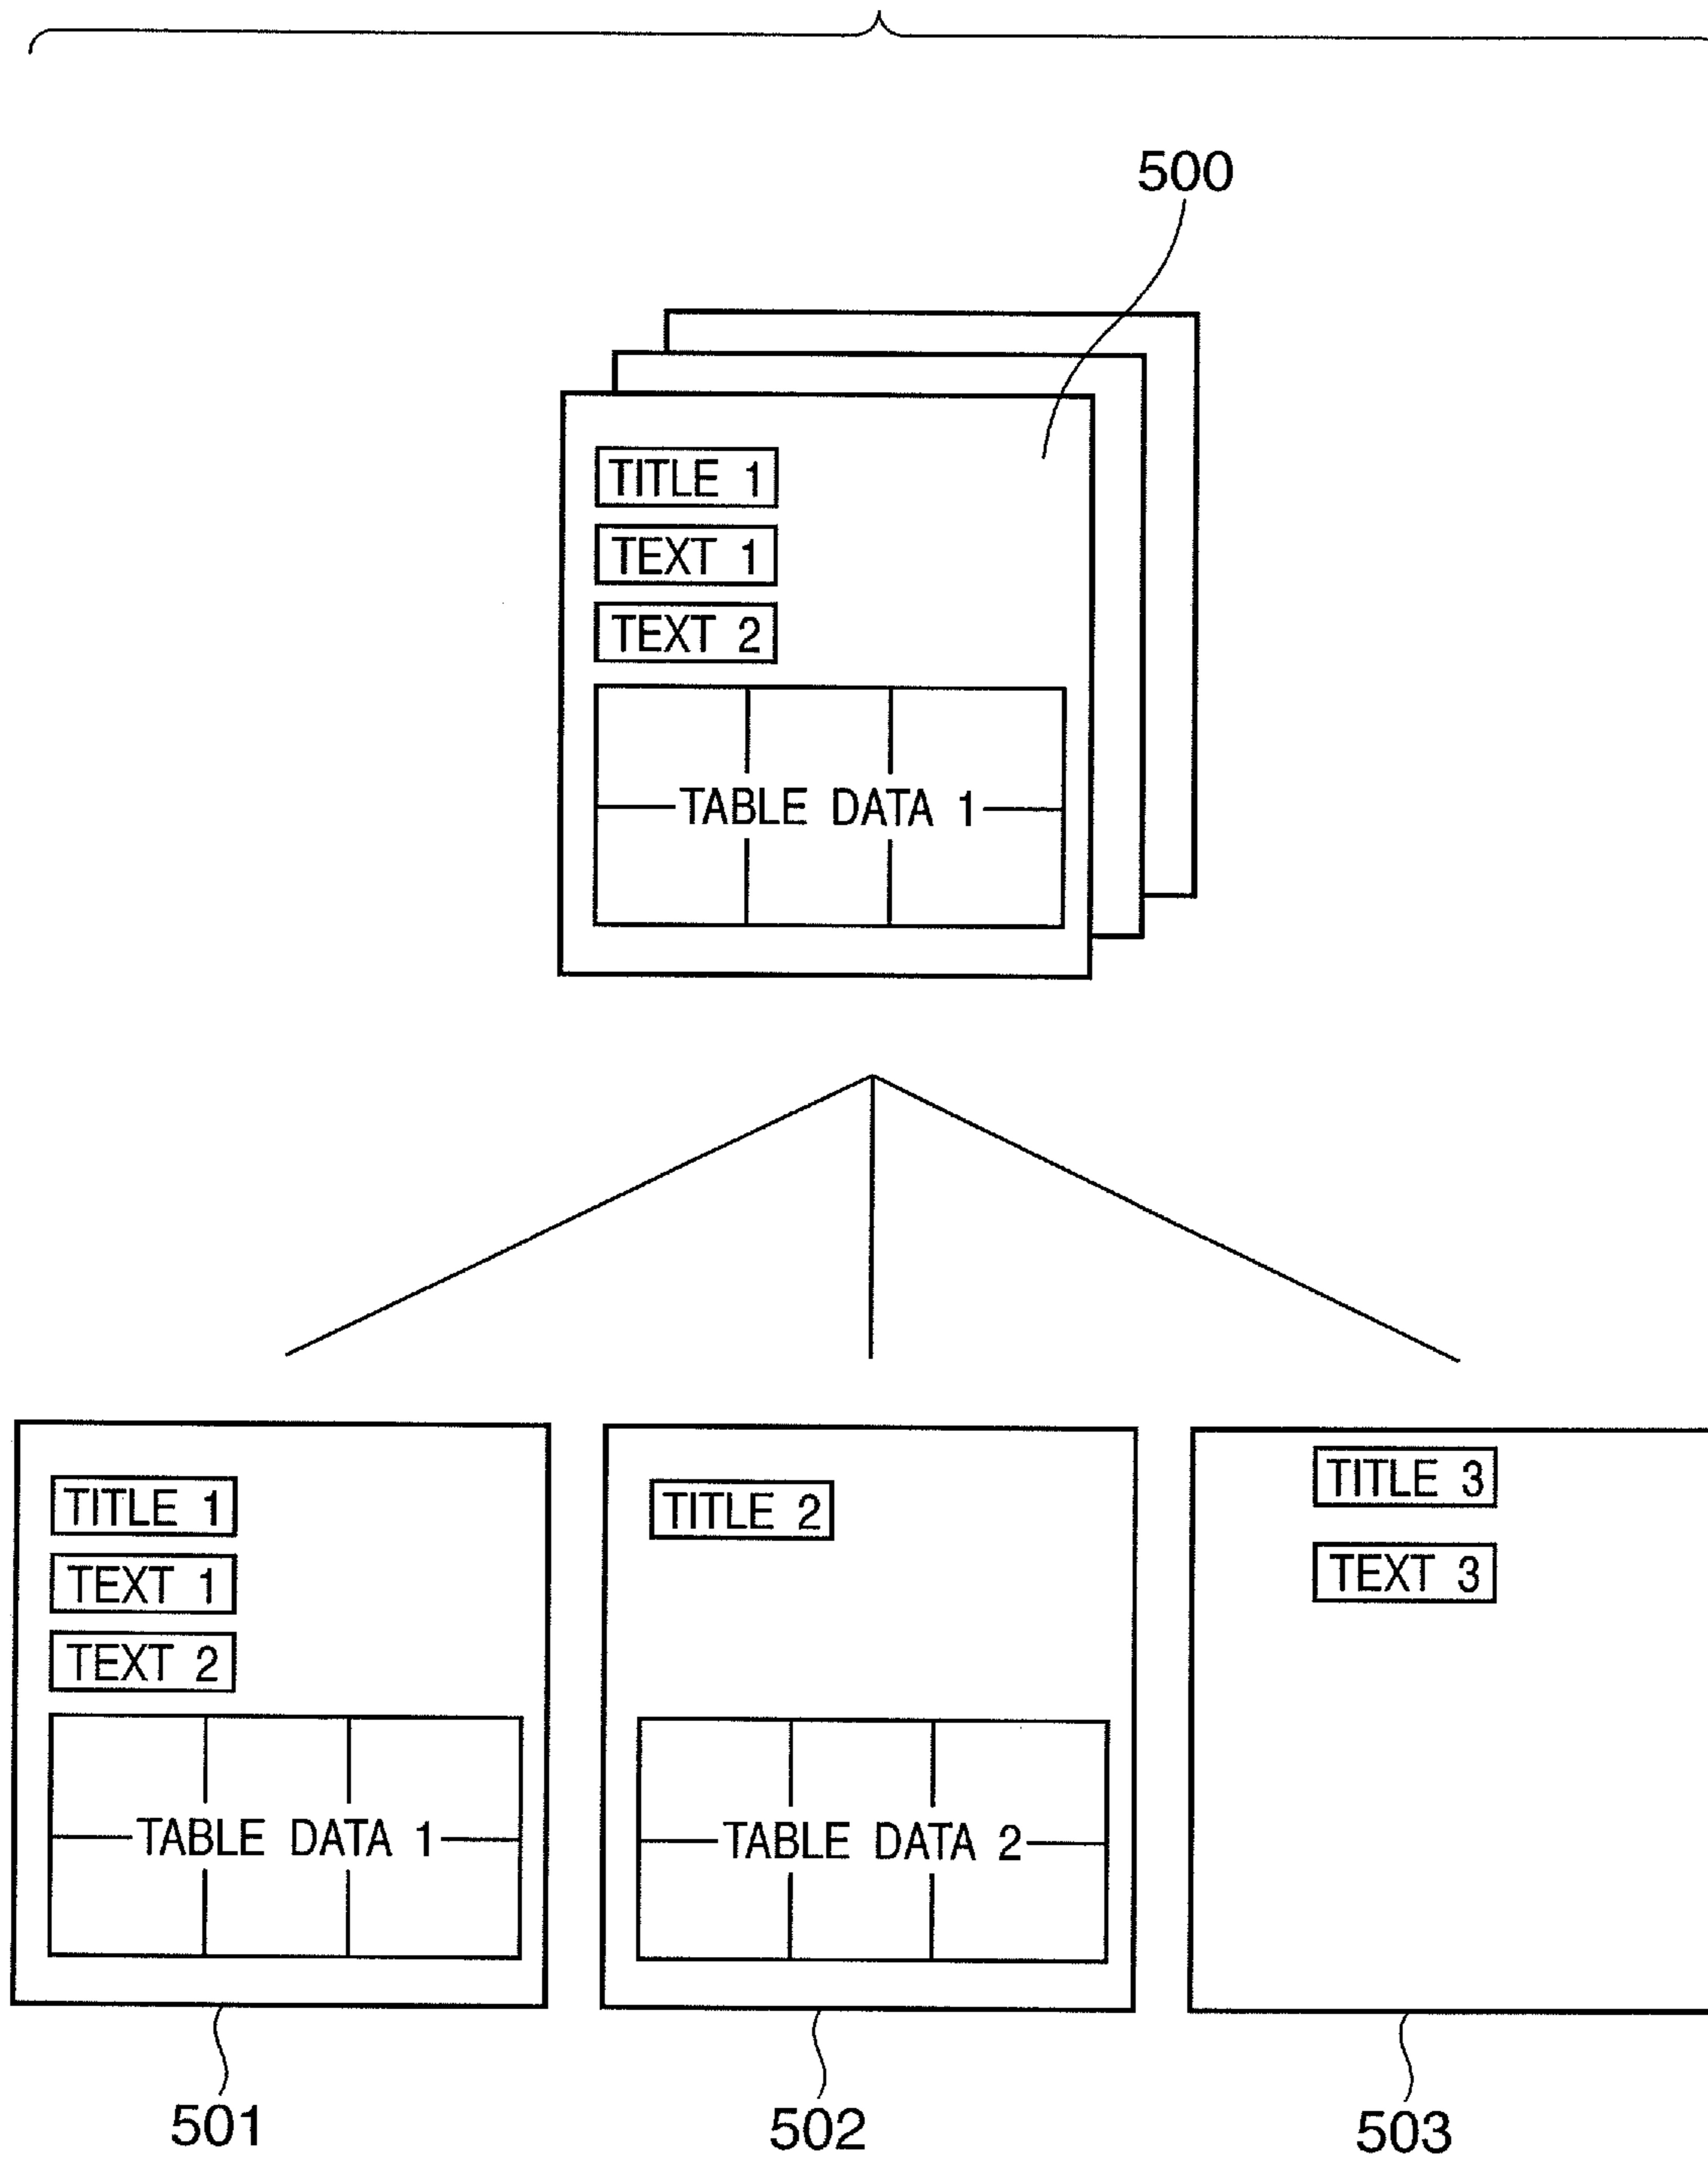 500
TITLE 1
TEXT 1
TEXT 2
TABLE DATA 1
TITLE 1
TEXT 1
TEXT 2
TABLE DATA 1
501
TITLE 2
TABLE DATA 2
502
TITLE 3
TEXT 3
503